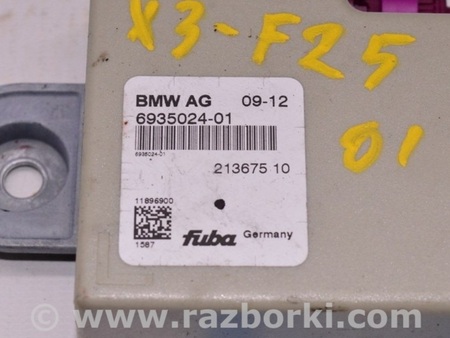 X3-F25
01
BMW AG 09-12
6935024-01
6935024-01
213675 10
11896900
1587
fuba Germany
www.razborki.com